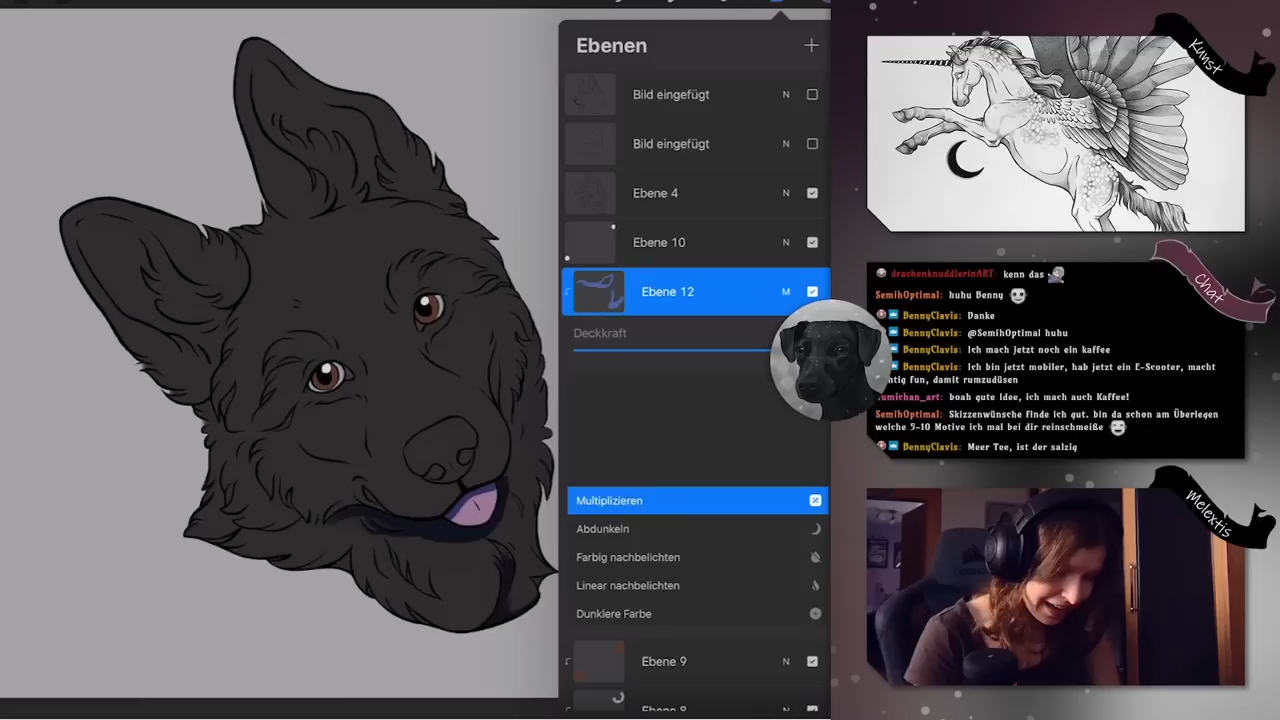 Ebenen
Bild eingefügt N
Bild eingefügt N
Ebene 4 N
Ebene 10 N
Ebene 12 M
Deckkraft
Multiplizieren
Abdunkeln
Farbig nachbelichten
Linear nachbelichten
Dunklere Farbe
Ebene 9 N
Ebene 8 N
Kunst
Chat
drachenknuddlerinART: kenn das
SemihOptimal: huhu Benny
BennyClavis: Danke
BennyClavis: @SemihOptimal huhu
BennyClavis: Ich mach jetzt noch ein kaffee
BennyClavis: Ich bin jetzt mobiler, hab jetzt ein E-Scooter, macht
fun, damit rumzudüsen
boah gute Idee, ich mach auch Kaffee!
SemihOptimal: Skizzenwünsche finde ich gut. bin da schon am Überlegen
welche 5-10 Motive ich mal bei dir reinschmeiße
BennyClavis: Meer Tee, ist der salzig
Melextis